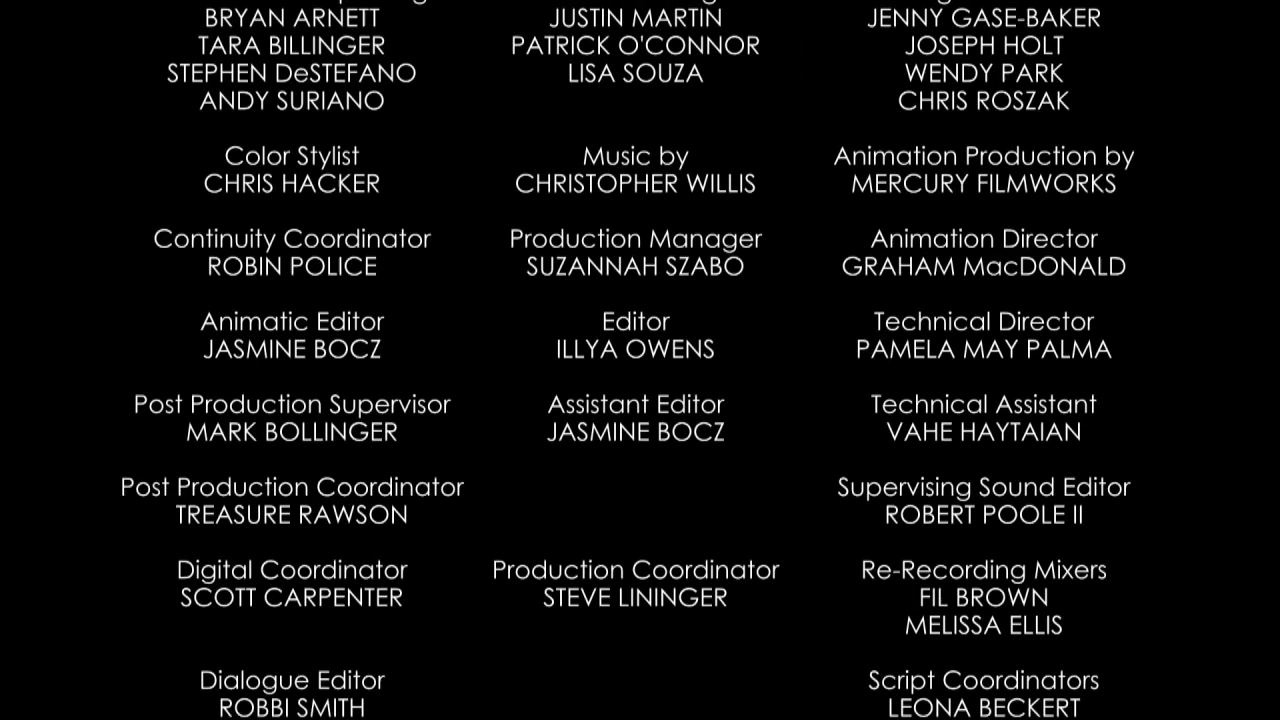 BRYAN ARNETT
TARA BILLINGER
STEPHEN DeSTEFANO
ANDY SURIANO
JUSTIN MARTIN
PATRICK O'CONNOR
LISA SOUZA
JENNY GASE-BAKER
JOSEPH HOLT
WENDY PARK
CHRIS ROSZAK
Color Stylist
CHRIS HACKER
Music by
CHRISTOPHER WILLIS
Animation Production by
MERCURY FILMWORKS
Continuity Coordinator
ROBIN POLICE
Production Manager
SUZANNAH SZABO
Animation Director
GRAHAM MacDONALD
Animatic Editor
JASMINE BOCZ
Editor
ILLYA OWENS
Technical Director
PAMELA MAY PALMA
Post Production Supervisor
MARK BOLLINGER
Assistant Editor
JASMINE BOCZ
Technical Assistant
VAHE HAYTAIAN
Post Production Coordinator
TREASURE RAWSON
Supervising Sound Editor
ROBERT POOLE II
Digital Coordinator
SCOTT CARPENTER
Production Coordinator
STEVE LININGER
Re-Recording Mixers
FIL BROWN
MELISSA ELLIS
Dialogue Editor
ROBBI SMITH
Script Coordinators
LEONA BECKERT